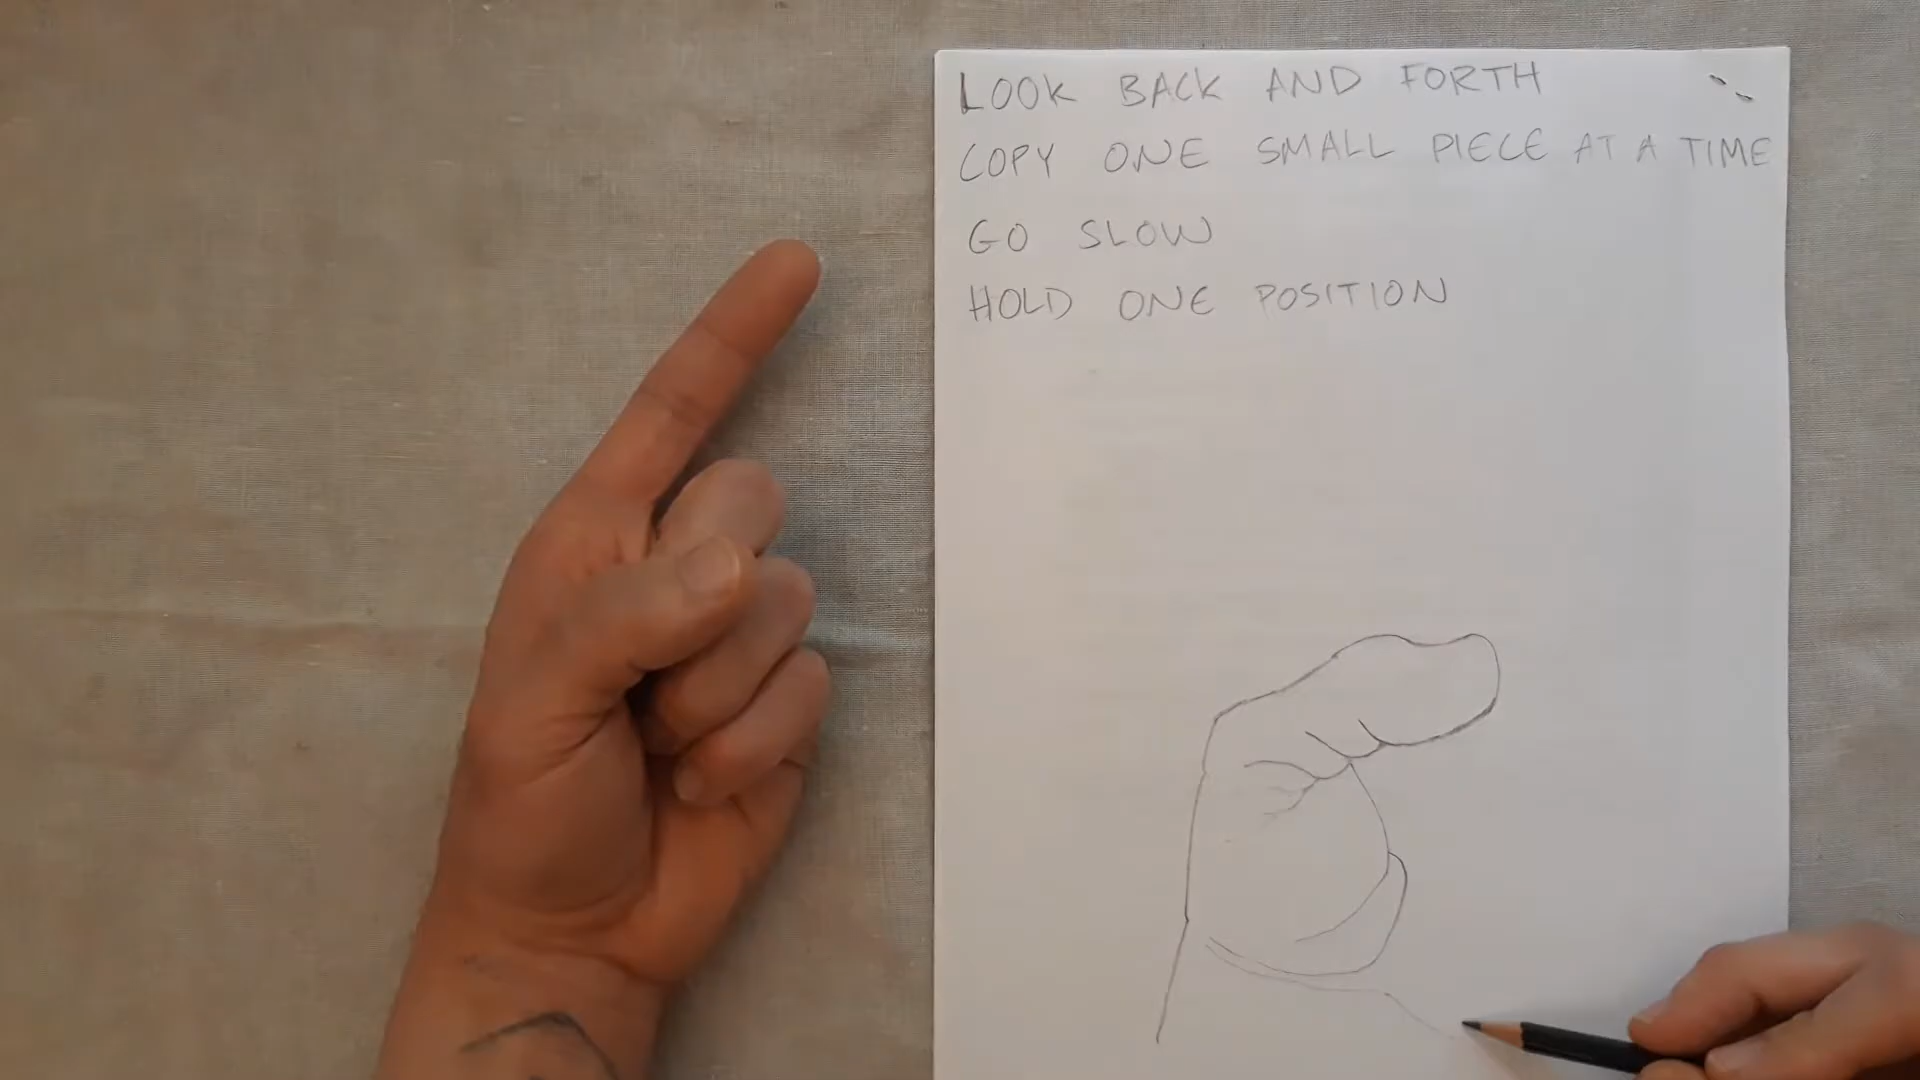 LOOK BACK AND FORTH
COPY ONE SMALL PIECE AT A TIME
GO SLOW
HOLD ONE POSITION